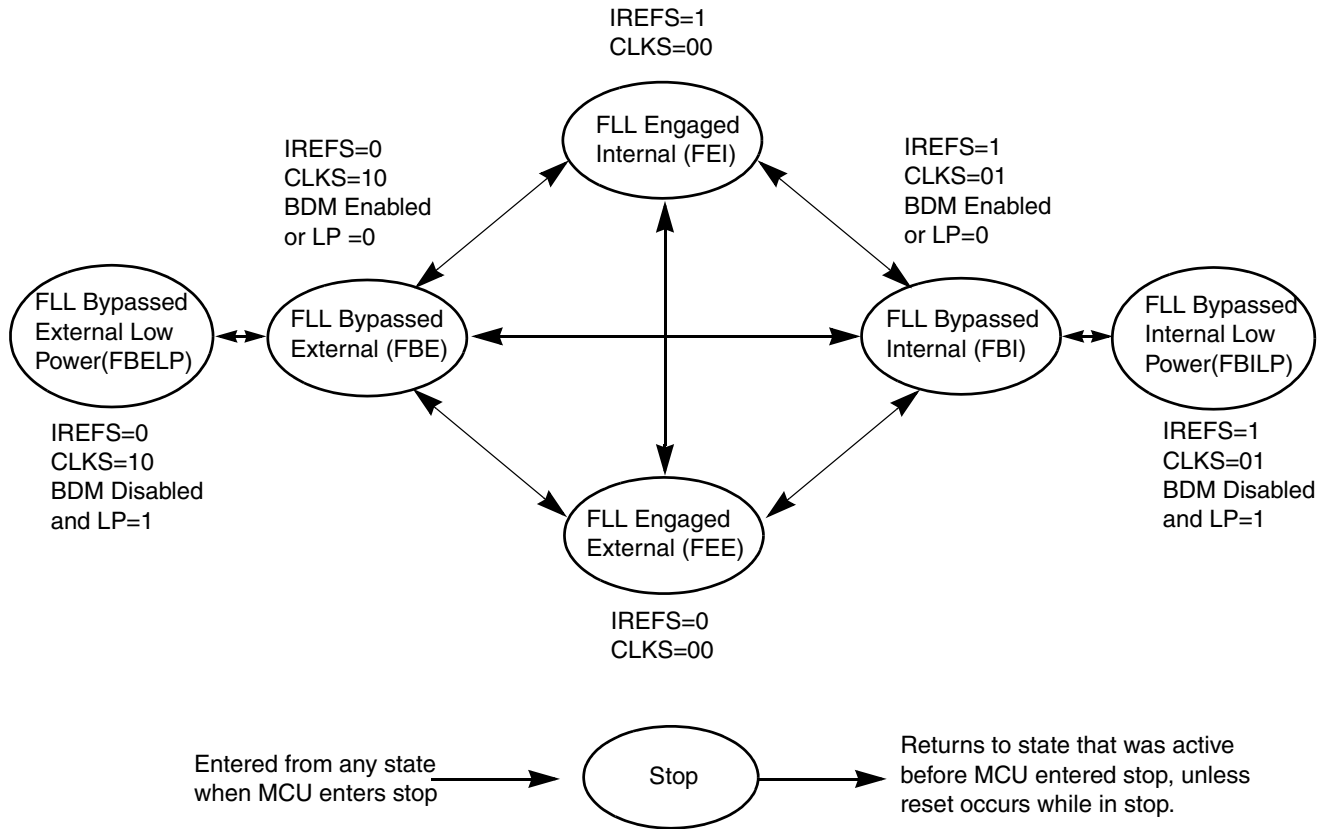 IREFS=1
CLKS=00
FLL Engaged
Internal (FEI)
IREFS=0
CLKS=10
BDM Enabled
or LP =0
IREFS=1
CLKS=01
BDM Enabled
or LP=0
FLL Bypassed
External Low
Power(FBELP)
FLL Bypassed
External (FBE)
FLL Bypassed
Internal (FBI)
FLL Bypassed
Internal Low
Power(FBILP)
IREFS=0
CLKS=10
BDM Disabled
and LP=1
IREFS=1
CLKS=01
BDM Disabled
and LP=1
FLL Engaged
External (FEE)
IREFS=0
CLKS=00
Entered from any state
when MCU enters stop
Stop
Returns to state that was active
before MCU entered stop, unless
reset occurs while in stop.